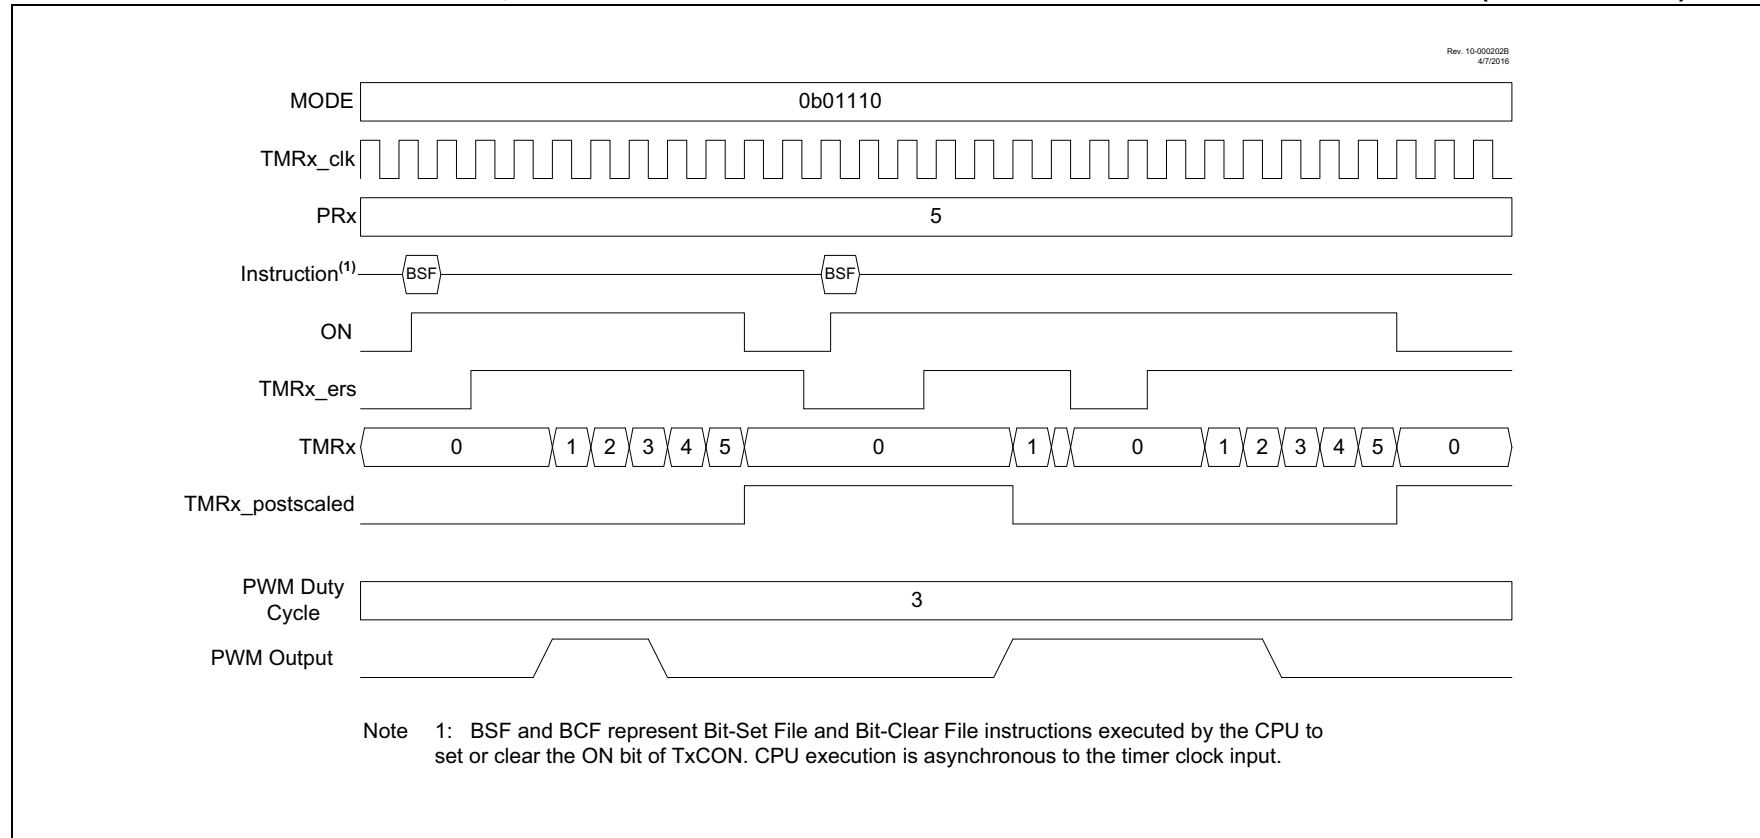 Rev. 10-000202B
4/7/2016
MODE 0b01110
TMRx_clk
PRx 5
Instruction(1) BSF BSF
ON
TMRx_ers
TMRx 0 1 2 3 4 5 0 1 0 1 2 3 4 5 0
TMRx_postscaled
PWM Duty
Cycle 3
PWM Output
Note 1: BSF and BCF represent Bit-Set File and Bit-Clear File instructions executed by the CPU to
set or clear the ON bit of TxCON. CPU execution is asynchronous to the timer clock input.